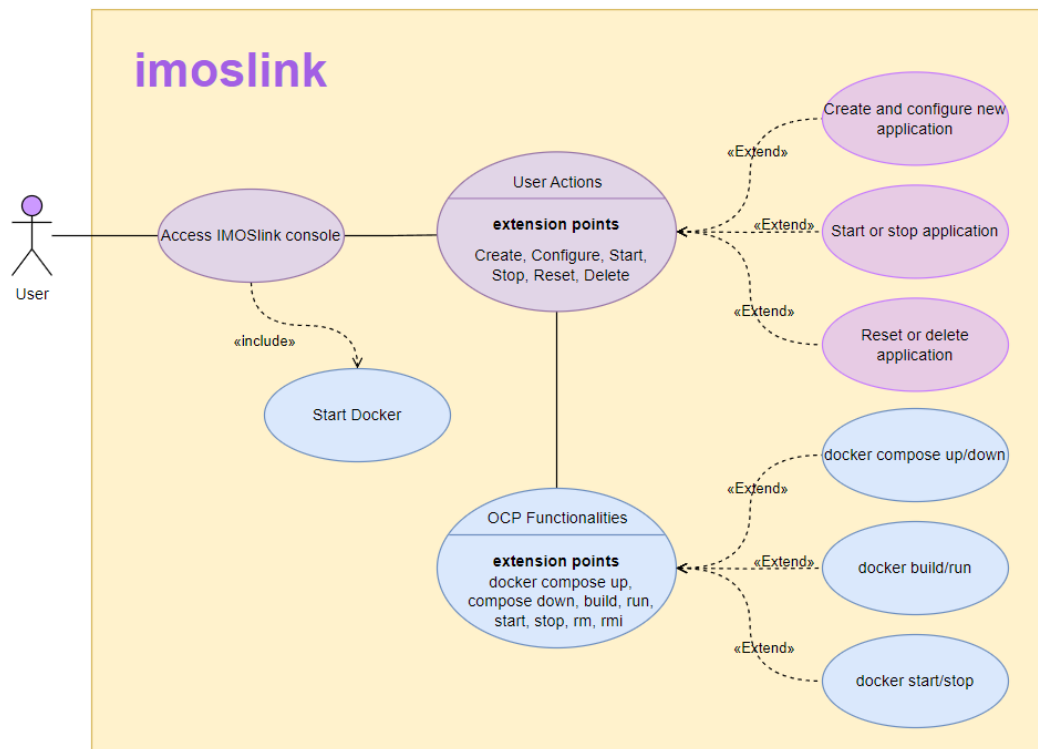 imoslink
User
Access IMOSlink console
«include»
Start Docker
User Actions
extension points
Create, Configure, Start,
Stop, Reset, Delete
«Extend»
Create and configure new
application
«Extend»
Start or stop application
«Extend»
Reset or delete
application
OCP Functionalities
extension points
docker compose up,
compose down, build, run,
start, stop, rm, rmi
«Extend»
docker compose up/down
«Extend»
docker build/run
«Extend»
docker start/stop